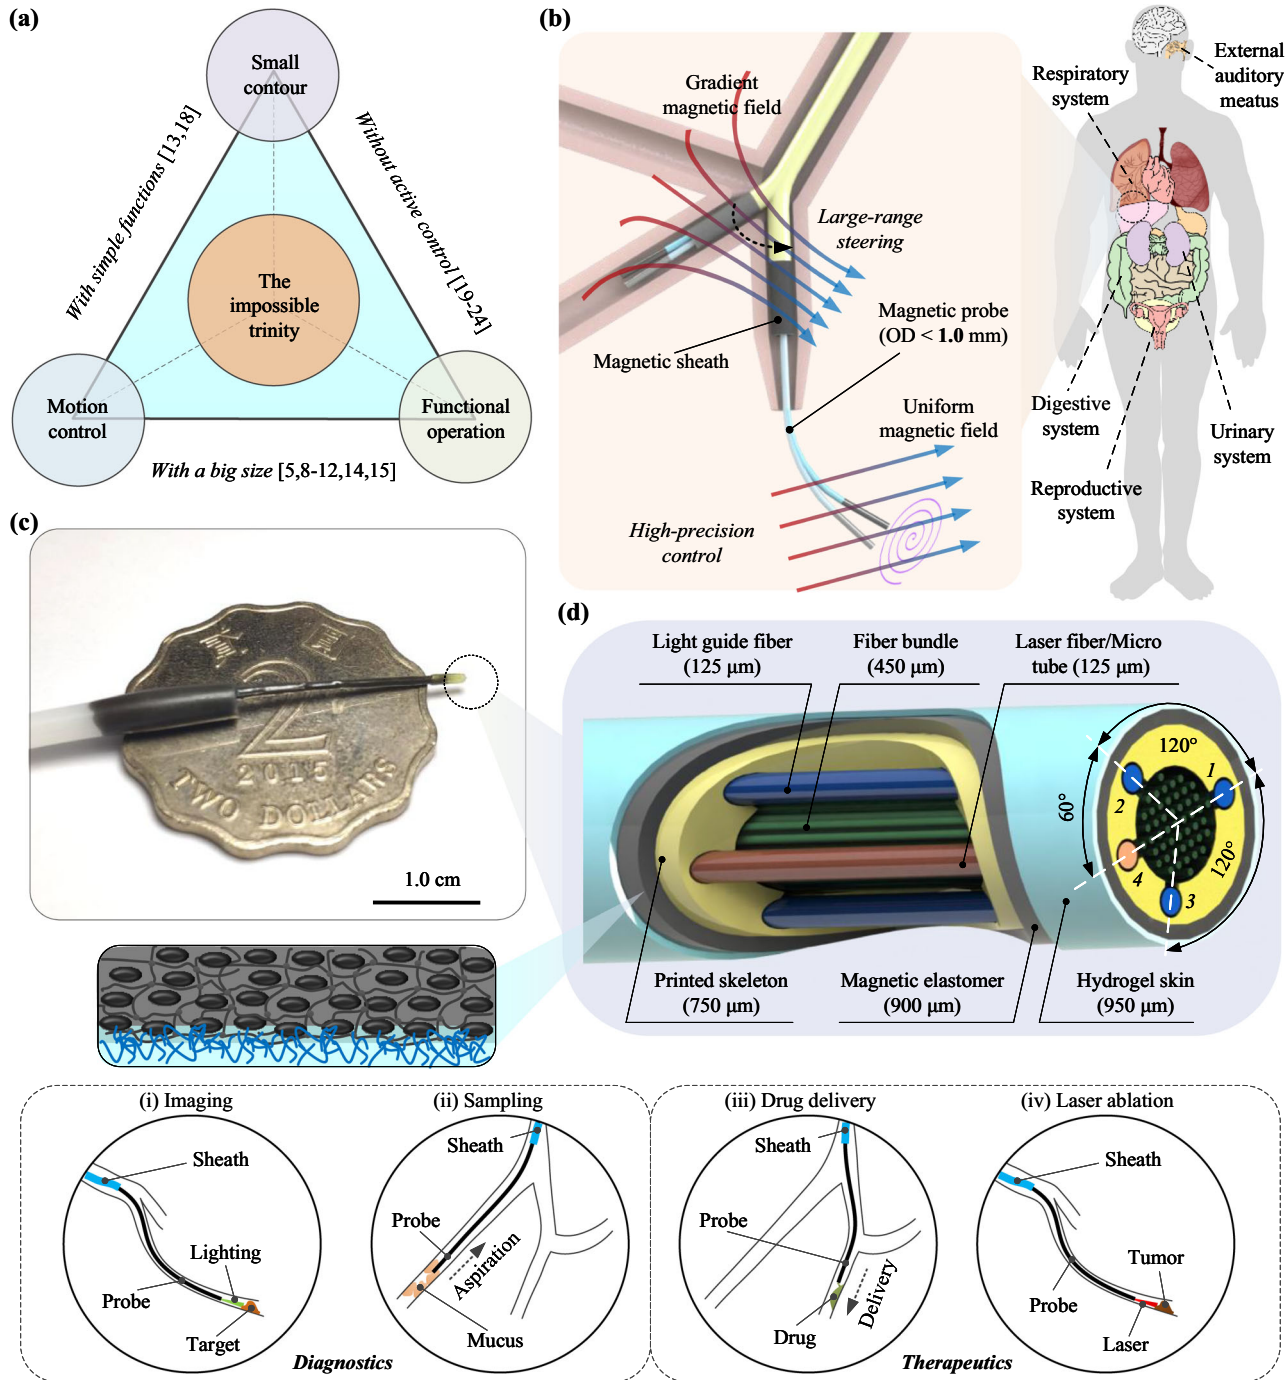 (a)
Small
contour
With simple functions [13,18]
Without active control [19-24]
The
impossible
trinity
Motion
control
Functional
operation
With a big size [5,8-12,14,15]
(b)
Gradient
magnetic field
Large-range
steering
Magnetic probe
(OD < 1.0 mm)
Magnetic sheath
Uniform
magnetic field
High-precision
control
Respiratory
system
External
auditory
meatus
Digestive
system
Urinary
system
Reproductive
system
(c)
2
2015
TWO DOLLARS
1.0 cm
(d)
Light guide fiber
(125 μm)
Fiber bundle
(450 μm)
Laser fiber/Micro
tube (125 μm)
120°
60°
120°
1
2
3
4
Printed skeleton
(750 μm)
Magnetic elastomer
(900 μm)
Hydrogel skin
(950 μm)
(i) Imaging
Sheath
Lighting
Probe
Target
(ii) Sampling
Sheath
Probe
Aspiration
Mucus
Diagnostics
(iii) Drug delivery
Sheath
Probe
Delivery
Drug
(iv) Laser ablation
Sheath
Tumor
Probe
Laser
Therapeutics